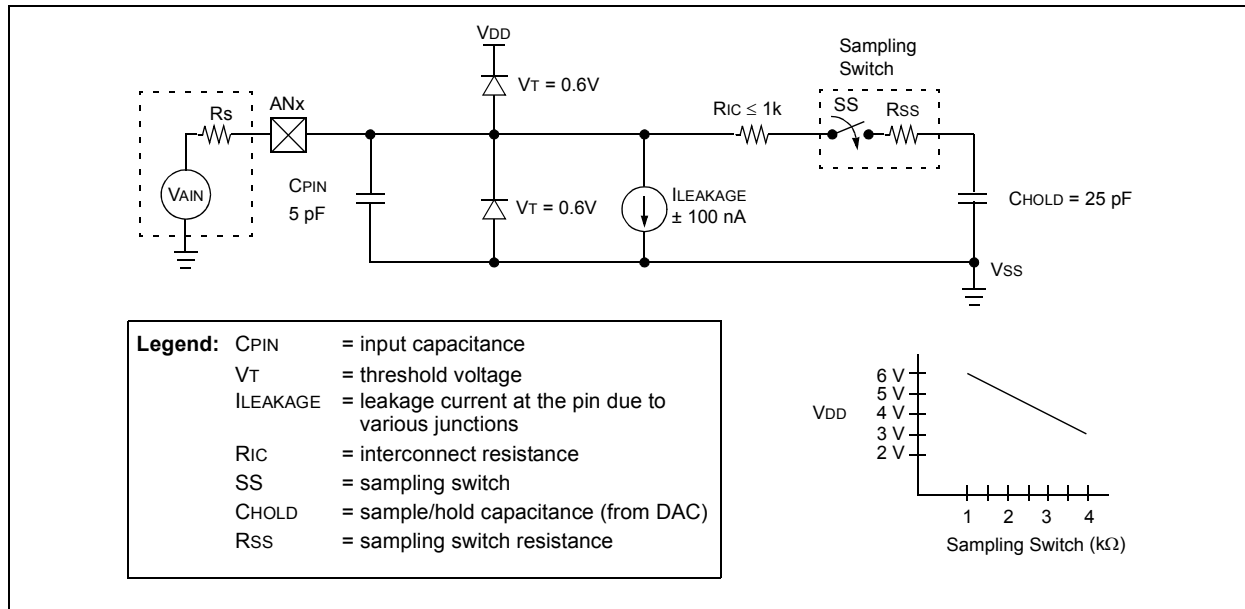 VDD
Sampling
Switch
VT = 0.6V
ANx
RIC ≤ 1k
SS
RSS
Rs
CPIN
5 pF
VAIN
VT = 0.6V
ILEAKAGE
± 100 nA
CHOLD = 25 pF
VSS
Legend: CPIN = input capacitance
VT = threshold voltage
ILEAKAGE = leakage current at the pin due to
various junctions
RIC = interconnect resistance
SS = sampling switch
CHOLD = sample/hold capacitance (from DAC)
RSS = sampling switch resistance
VDD
6 V
5 V
4 V
3 V
2 V
1 2 3 4
Sampling Switch (kΩ)